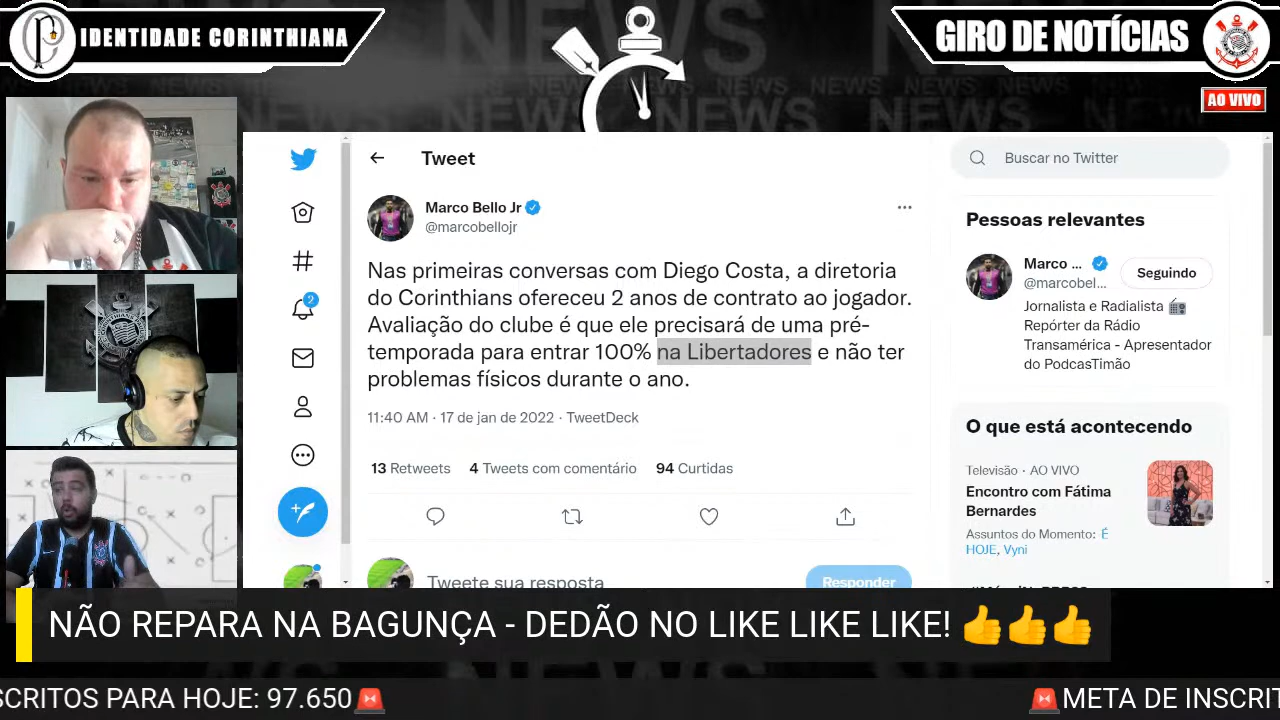 IDENTIDADE CORINTHIANA
GIRO DE NOTÍCIAS
AO VIVO
NEWS
Tweet
Buscar no Twitter
Marco Bello Jr
@marcobellojr
Nas primeiras conversas com Diego Costa, a diretoria
do Corinthians ofereceu 2 anos de contrato ao jogador.
Avaliação do clube é que ele precisará de uma pré-
temporada para entrar 100% na Libertadores e não ter
problemas físicos durante o ano.
11:40 AM · 17 de jan de 2022 · TweetDeck
13 Retweets 4 Tweets com comentário 94 Curtidas
2
Tweete sua resposta
Responder
Pessoas relevantes
Marco ...
@marcobel...
Seguindo
Jornalista e Radialista 📻
Repórter da Rádio
Transamérica - Apresentador
do PodcasTimão
O que está acontecendo
Televisão · AO VIVO
Encontro com Fátima
Bernardes
Assuntos do Momento: É
HOJE, Vyni
NÃO REPARA NA BAGUNÇA - DEDÃO NO LIKE LIKE LIKE! 👍👍👍
SCRITOS PARA HOJE: 97.650🚨 🚨META DE INSCRIT